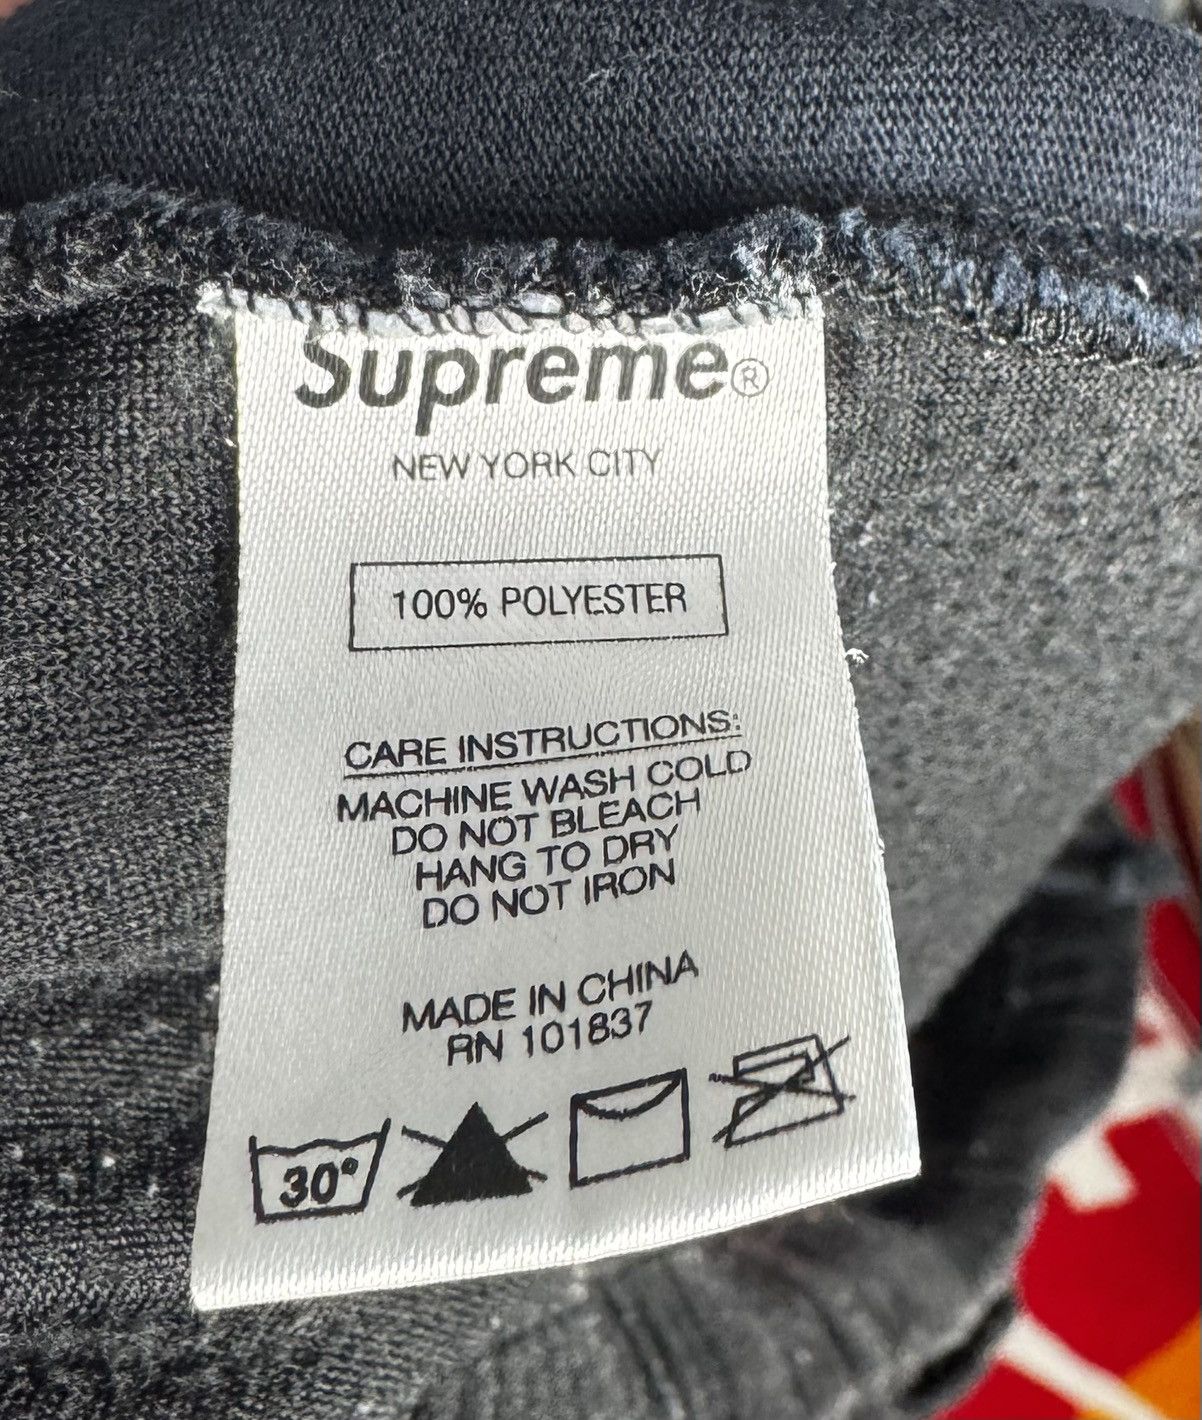 Supreme®
NEW YORK CITY
100% POLYESTER
CARE INSTRUCTIONS:
MACHINE WASH COLD
DO NOT BLEACH
HANG TO DRY
DO NOT IRON
MADE IN CHINA
RN 101837
30°